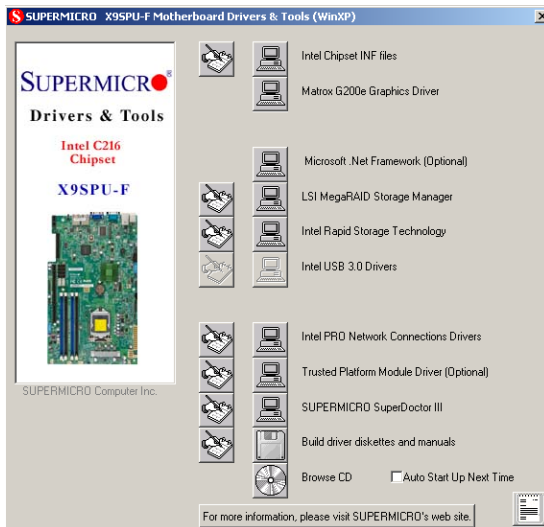 SUPERMICRO X9SPU-F Motherboard Drivers & Tools (WinXP)
SUPERMICRO®
Drivers & Tools
Intel C216
Chipset
X9SPU-F
SUPERMICRO Computer Inc.
Intel Chipset INF files
Matrox G200e Graphics Driver
Microsoft .Net Framework (Optional)
LSI MegaRAID Storage Manager
Intel Rapid Storage Technology
Intel USB 3.0 Drivers
Intel PRO Network Connections Drivers
Trusted Platform Module Driver (Optional)
SUPERMICRO SuperDoctor III
Build driver diskettes and manuals
Browse CD
Auto Start Up Next Time
For more information, please visit SUPERMICRO's web site.